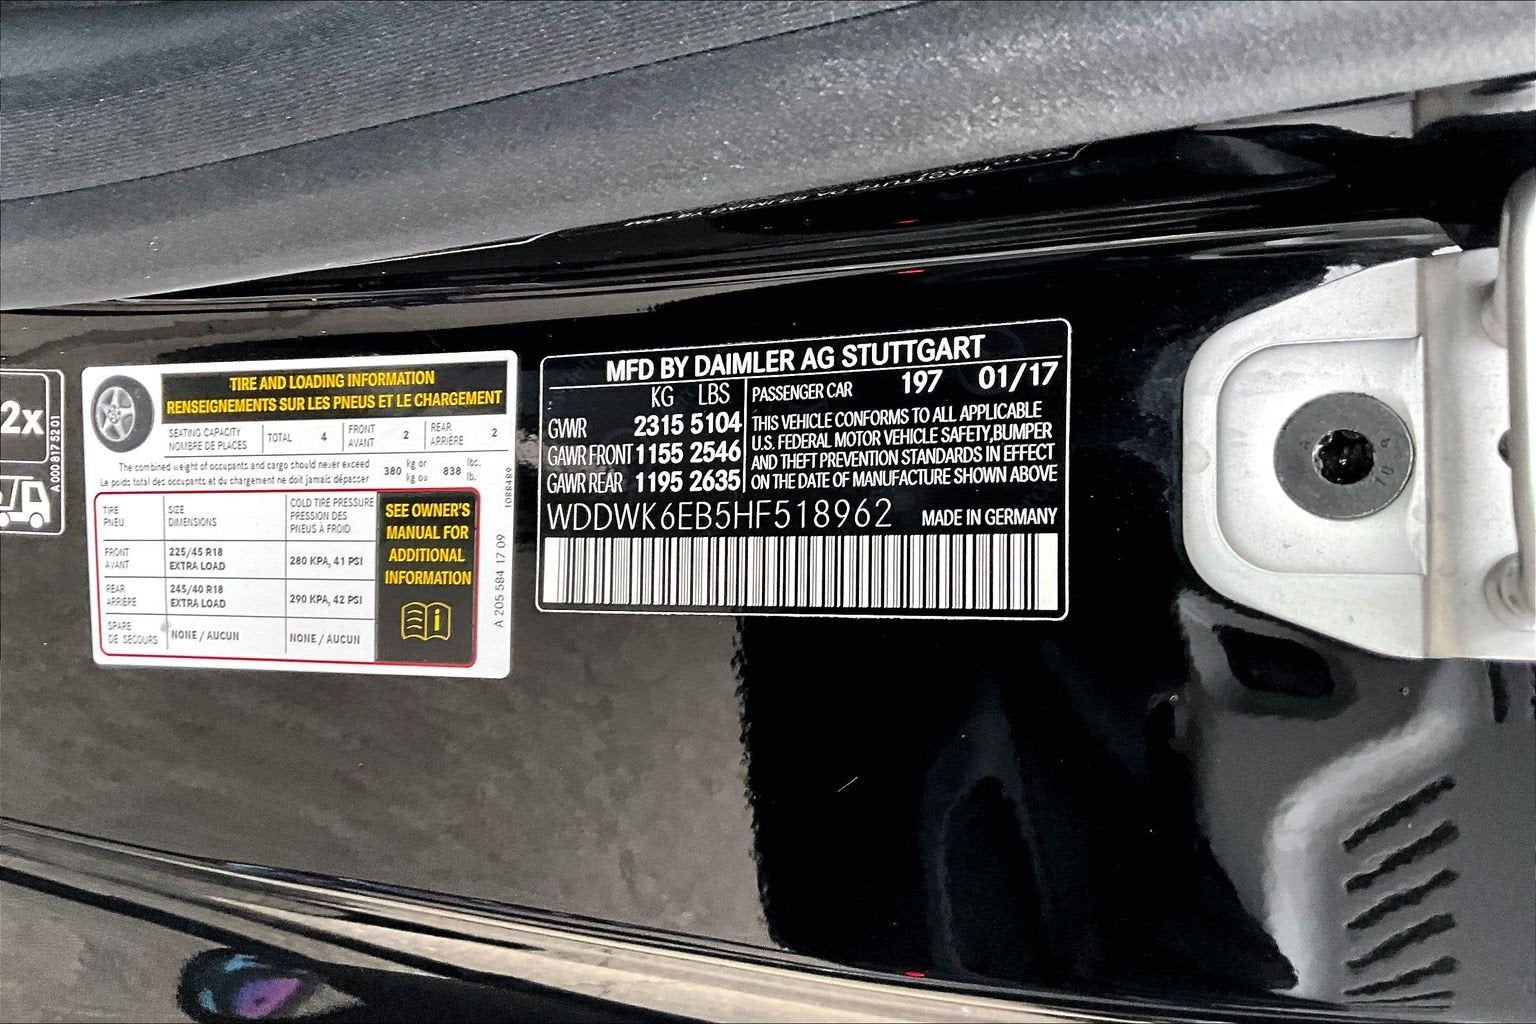 2x
A 000 817 52 01
TIRE AND LOADING INFORMATION
RENSEIGNEMENTS SUR LES PNEUS ET LE CHARGEMENT
SEATING CAPACITY
NOMBRE DE PLACES
TOTAL 4
FRONT
AVANT
2
REAR
ARRIÈRE
2
The combined weight of occupants and cargo should never exceed
Le poids total des occupants et du chargement ne doit jamais dépasser
380 kg or
kg ou
838 lbs.
lb.
TIRE
PNEU
SIZE
DIMENSIONS
COLD TIRE PRESSURE
PRESSION DES
PNEUS À FROID
FRONT
AVANT
225/45 R18
EXTRA LOAD
280 KPA, 41 PSI
REAR
ARRIÈRE
245/40 R18
EXTRA LOAD
290 KPA, 42 PSI
SPARE
DE SECOURS
NONE / AUCUN
NONE / AUCUN
SEE OWNER'S
MANUAL FOR
ADDITIONAL
INFORMATION
i
1088489
A 205 584 17 09
MFD BY DAIMLER AG STUTTGART
KG LBS
GVWR 2315 5104
GAWR FRONT 1155 2546
GAWR REAR 1195 2635
PASSENGER CAR 197 01/17
THIS VEHICLE CONFORMS TO ALL APPLICABLE
U.S. FEDERAL MOTOR VEHICLE SAFETY,BUMPER
AND THEFT PREVENTION STANDARDS IN EFFECT
ON THE DATE OF MANUFACTURE SHOWN ABOVE
WDDWK6EB5HF518962 MADE IN GERMANY